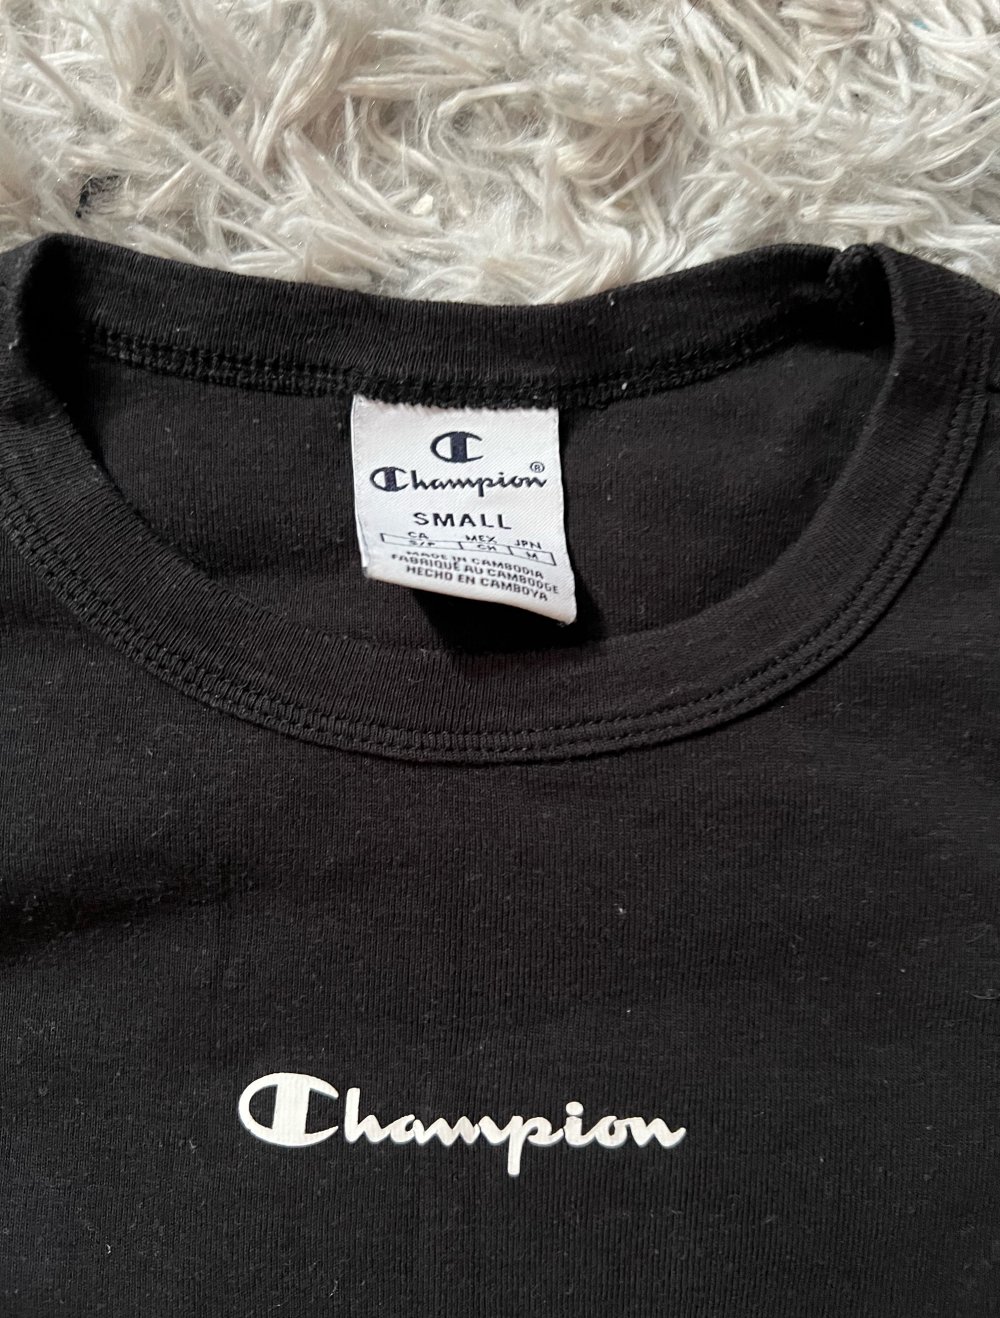 Champion®
SMALL
CA MEX JPN
S/P CH M
MADE IN CAMBODIA
FABRIQUÉ AU CAMBODGE
HECHO EN CAMBOYA
Champion